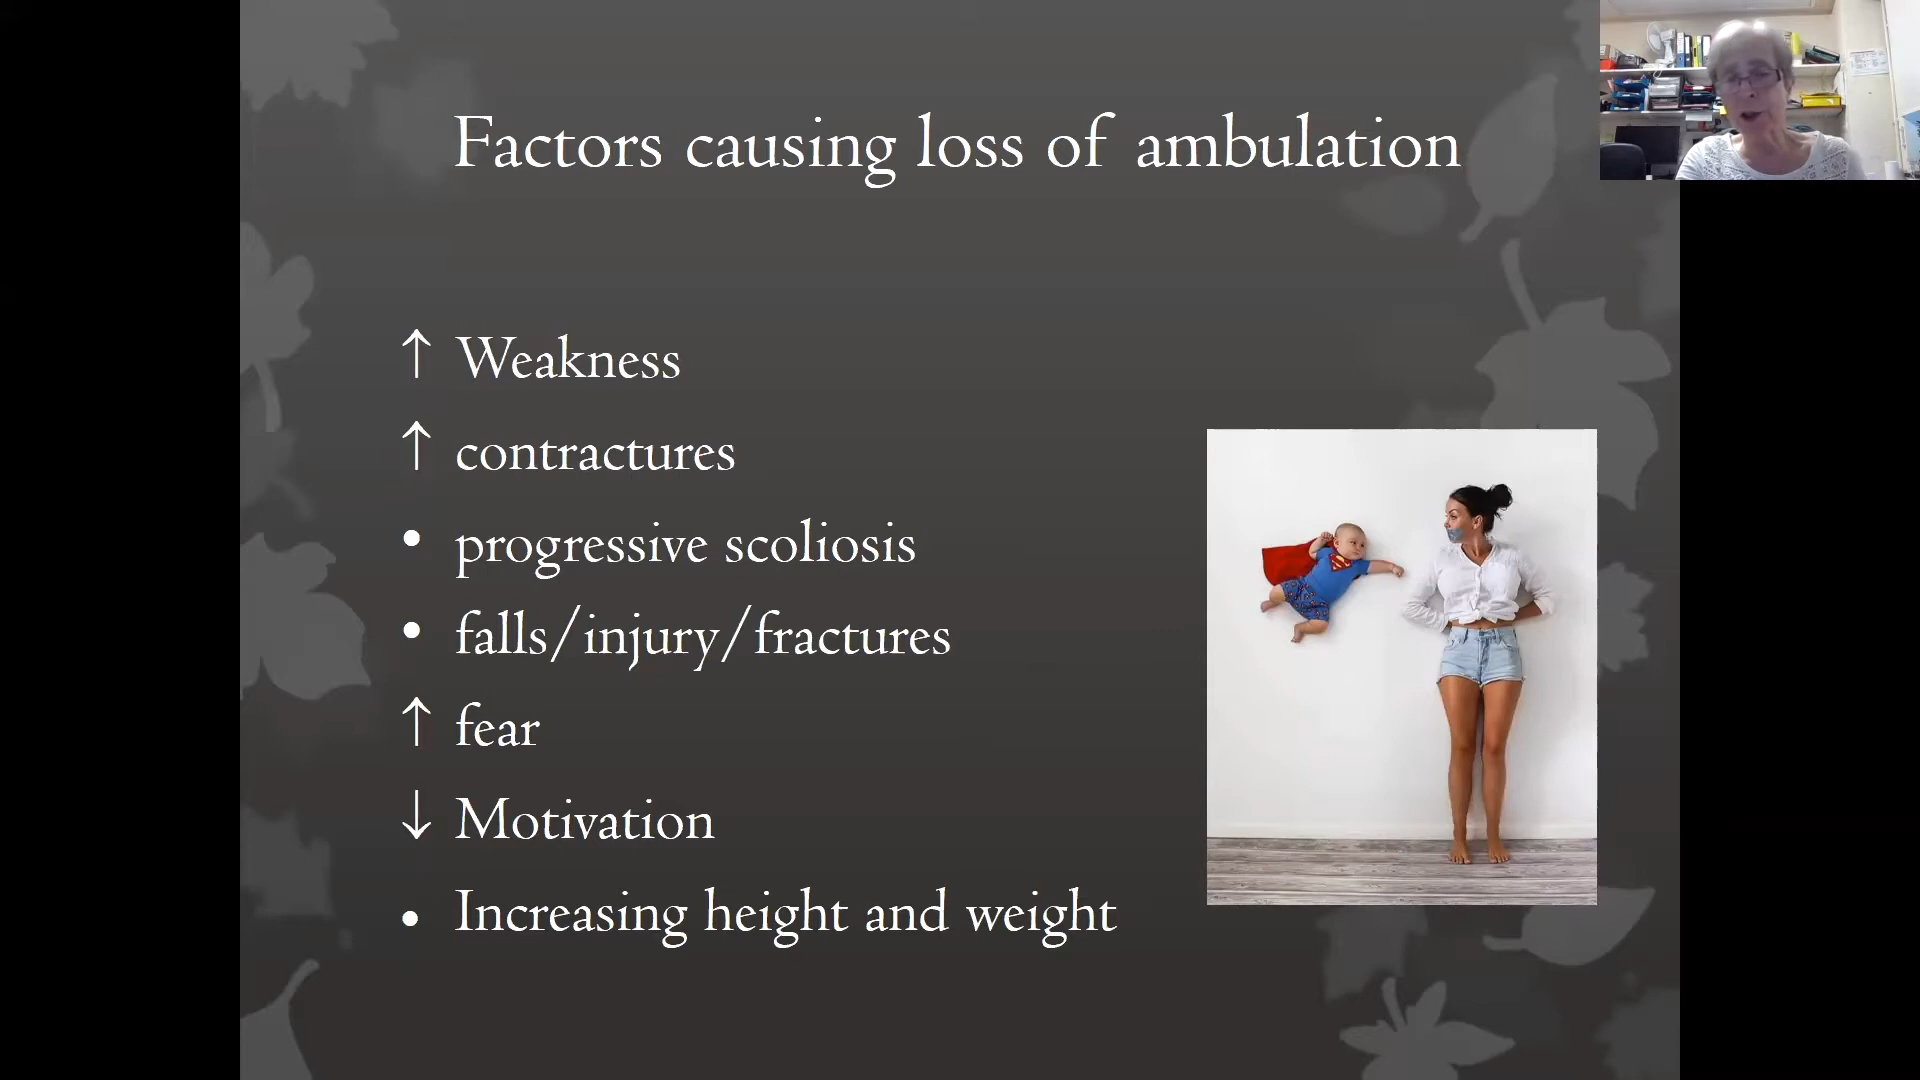 Factors causing loss of ambulation
↑ Weakness
↑ contractures
• progressive scoliosis
• falls/injury/fractures
↑ fear
↓ Motivation
• Increasing height and weight